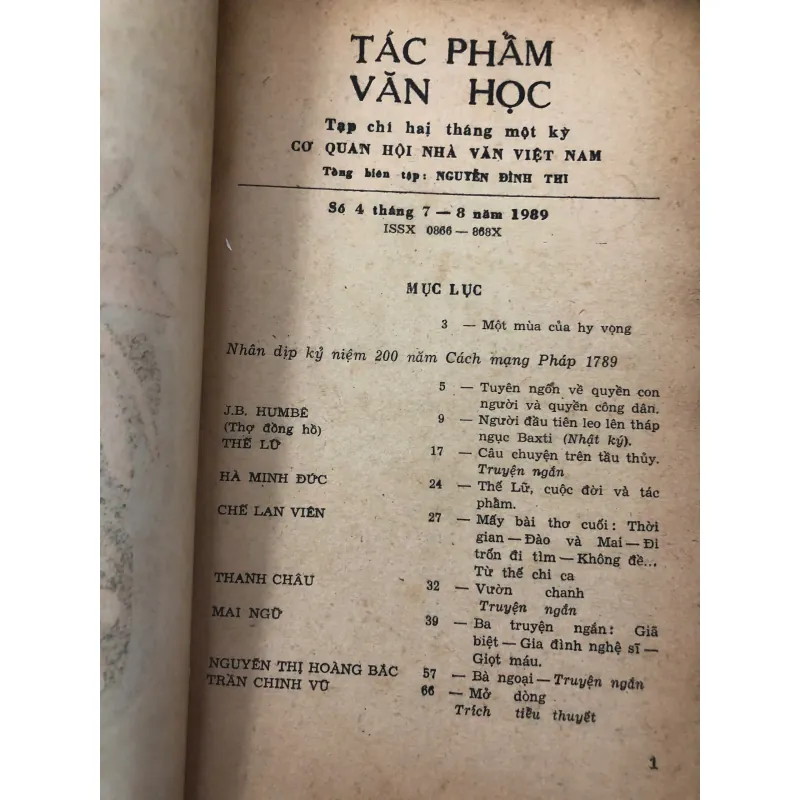 TÁC PHẨM
VĂN HỌC
Tạp chí hai tháng một kỳ
CƠ QUAN HỘI NHÀ VĂN VIỆT NAM
Tổng biên tập: NGUYỄN ĐÌNH THI
Số 4 tháng 7 — 8 năm 1989
ISSX 0866 — 868X
MỤC LỤC
3 — Một mùa của hy vọng
Nhân dịp kỷ niệm 200 năm Cách mạng Pháp 1789
5 — Tuyên ngôn về quyền con
người và quyền công dân.
J.B. HUMBÊ 9 — Người đầu tiên leo lên tháp
(Thợ đồng hồ) ngục Baxti (Nhật ký).
THẾ LỮ 17 — Câu chuyện trên tầu thủy.
Truyện ngắn
HÀ MINH ĐỨC 24 — Thế Lữ, cuộc đời và tác
phẩm.
CHẾ LAN VIÊN 27 — Mấy bài thơ cuối: Thời
gian — Đào và Mai — Đi
trốn đi tìm — Không đề...
Từ thế chi ca
THANH CHÂU 32 — Vườn chanh
Truyện ngắn
MAI NGỮ 39 — Ba truyện ngắn: Giã
biệt — Gia đình nghệ sĩ —
Giọt máu.
NGUYỄN THỊ HOÀNG BẮC 57 — Bà ngoại — Truyện ngắn
TRẦN CHINH VŨ 66 — Mở dòng
Trích tiểu thuyết
1